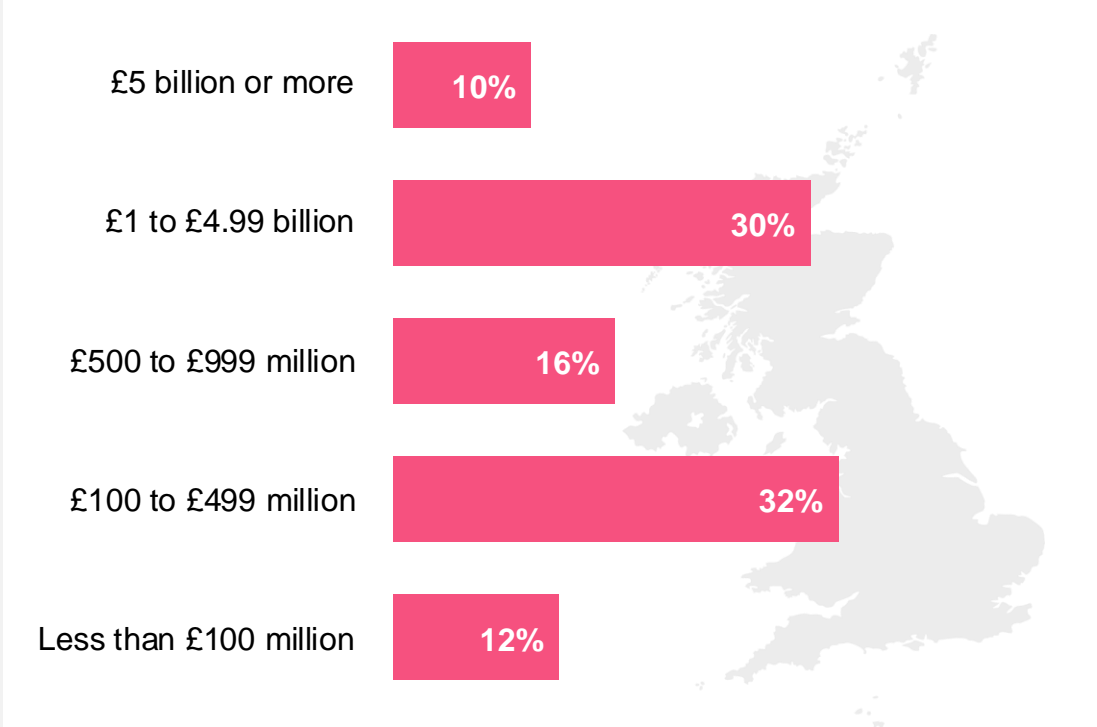 £5 billion or more
10%
£1 to £4.99 billion
30%
£500 to £999 million
16%
£100 to £499 million
32%
Less than £100 million
12%